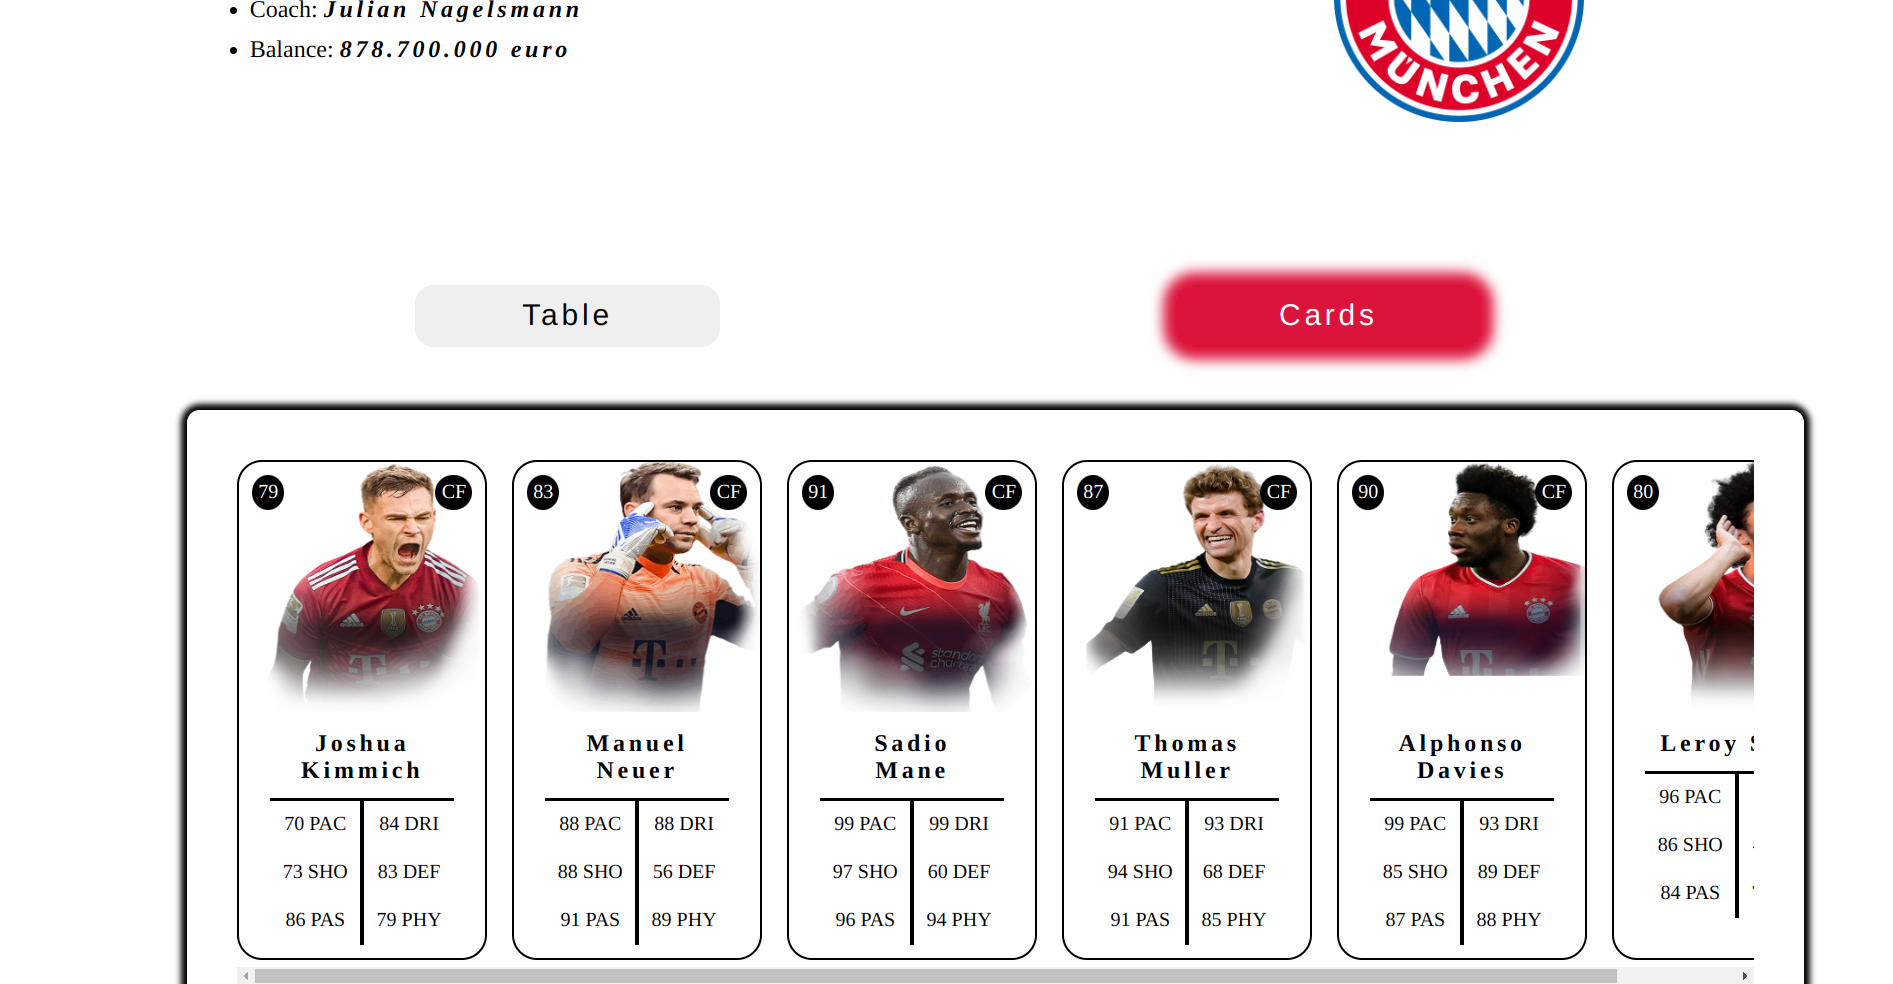 Coach: Julian Nagelsmann
Balance: 878.700.000 euro
MÜNCHEN
Table
Cards
79 CF
Joshua
Kimmich
70 PAC 84 DRI
73 SHO 83 DEF
86 PAS 79 PHY
83 CF
Manuel
Neuer
88 PAC 88 DRI
88 SHO 56 DEF
91 PAS 89 PHY
91 CF
standa
charte
Sadio
Mane
99 PAC 99 DRI
97 SHO 60 DEF
96 PAS 94 PHY
87 CF
Thomas
Muller
91 PAC 93 DRI
94 SHO 68 DEF
91 PAS 85 PHY
90 CF
Alphonso
Davies
99 PAC 93 DRI
85 SHO 89 DEF
87 PAS 88 PHY
80
Leroy
96 PAC
86 SHO
84 PAS